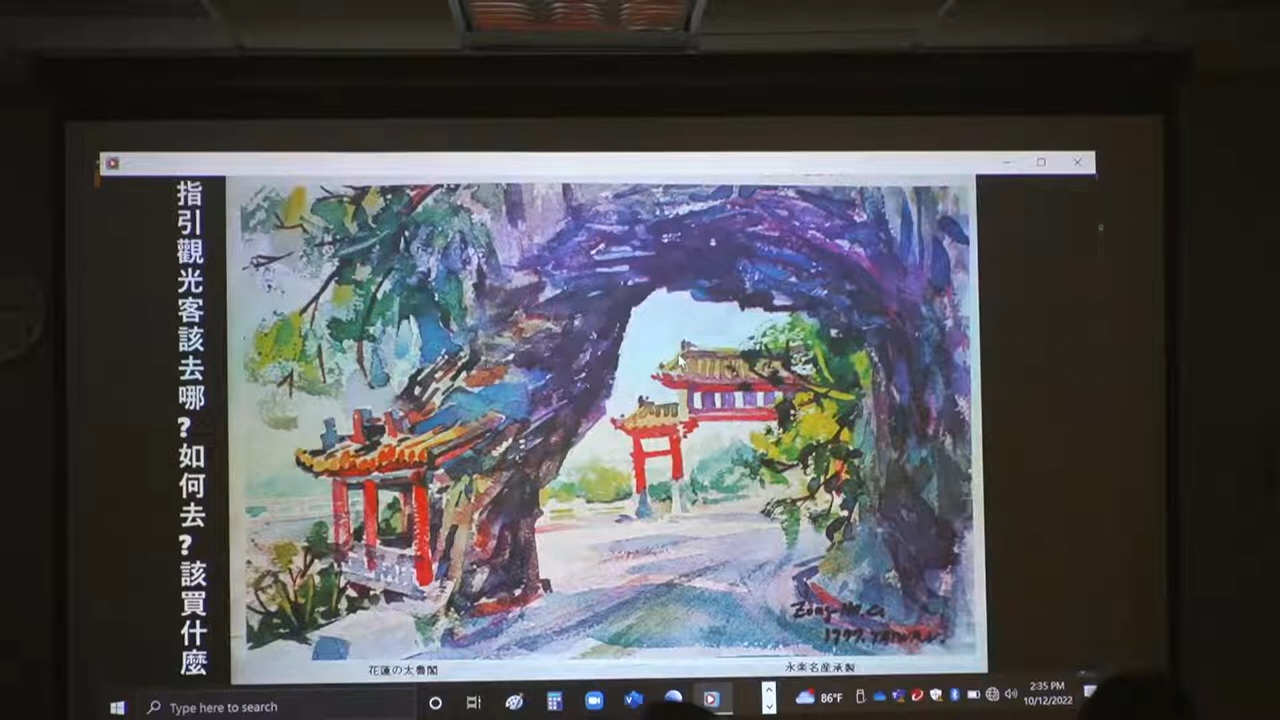 指引觀光客該去哪?如何去?該買什麼
1997. TAIWAN.
花蓮の太魯閣
永楽名産承製
Type here to search
86°F
2:35 PM
10/12/2022